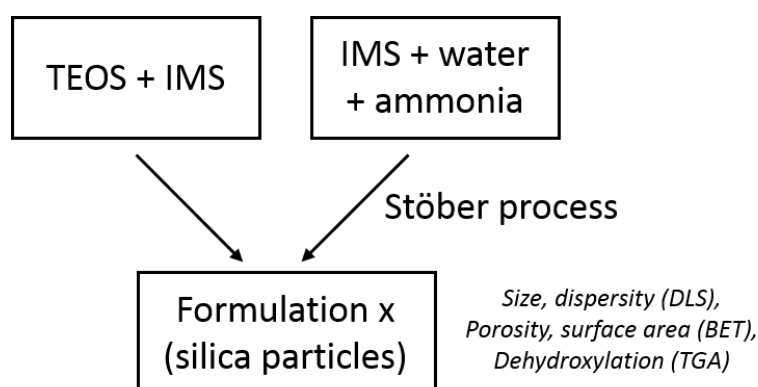 TEOS + IMS
IMS + water
+ ammonia
Stöber process
Formulation x
(silica particles)
Size, dispersity (DLS),
Porosity, surface area (BET),
Dehydroxylation (TGA)